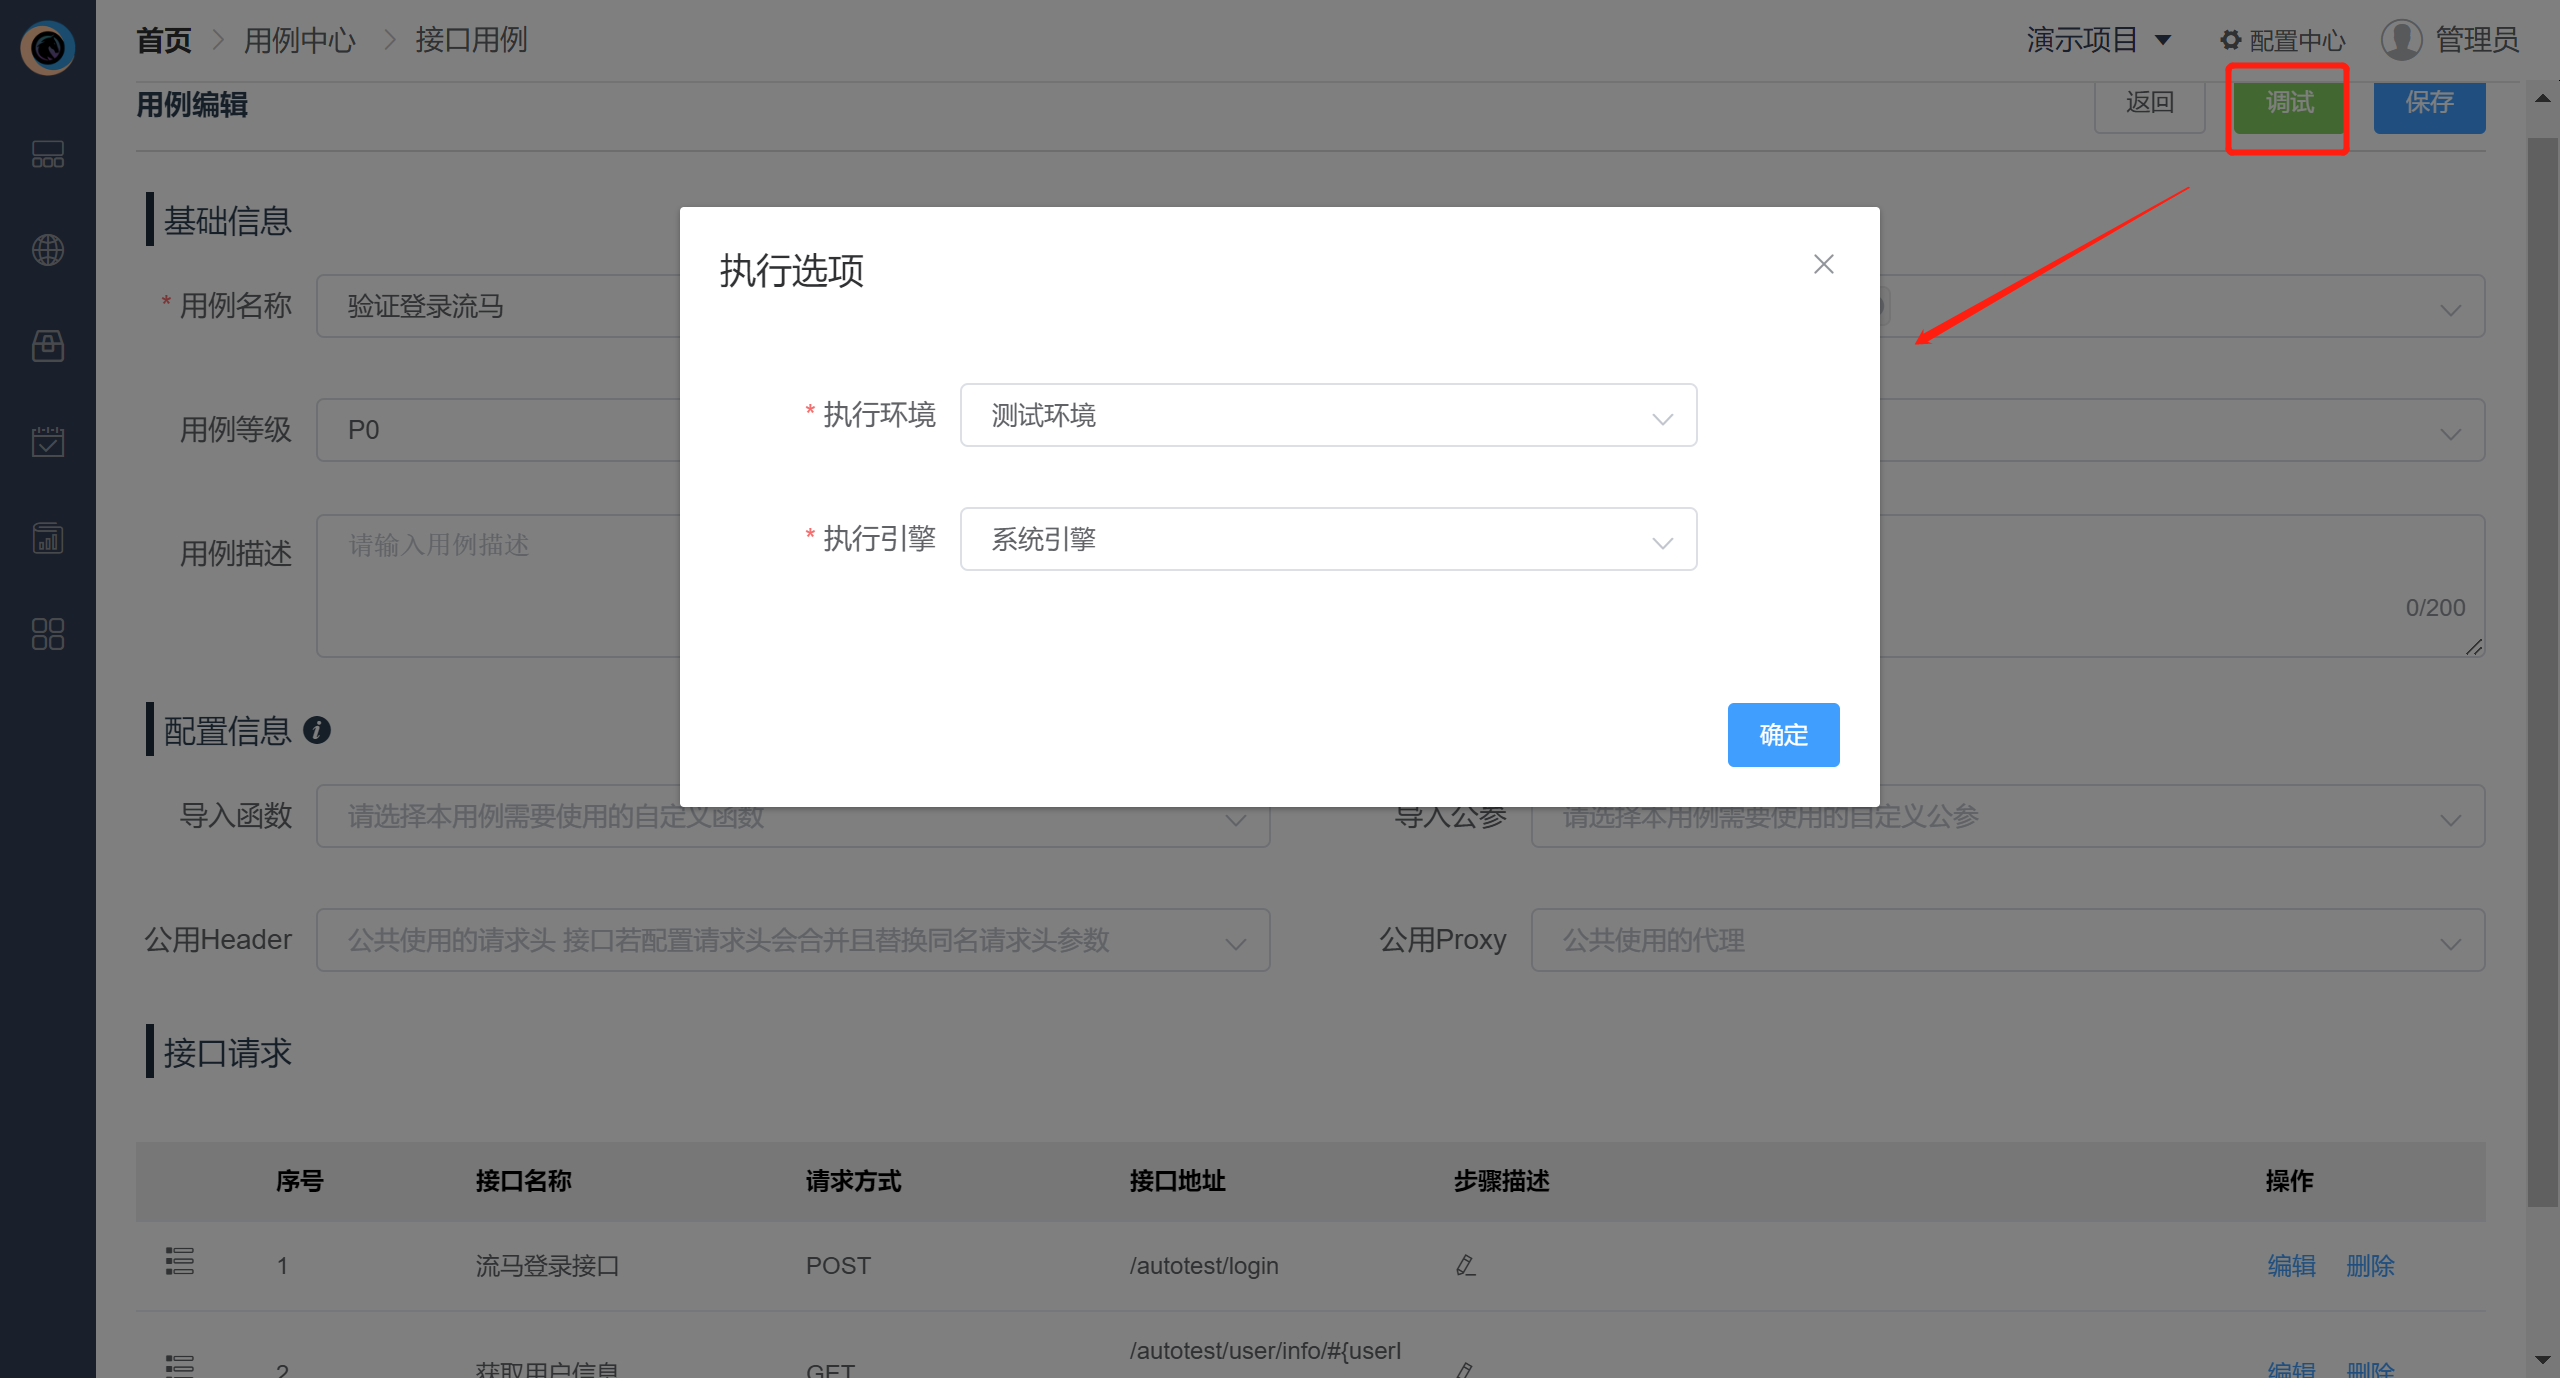 首页 用例中心 接口用例 演示项目 配置中心 管理员
用例编辑 返回 调试 保存
基础信息
执行选项
* 用例名称 验证登录流马
* 执行环境 测试环境
用例等级 P0
* 执行引擎 系统引擎
用例描述 请输入用例描述
0/200
确定
配置信息
导入函数 请选择本用例需要使用的自定义函数 导入公参 请选择本用例需要使用的自定义公参
公用Header 公共使用的请求头 接口若配置请求头会合并且替换同名请求头参数 公用Proxy 公共使用的代理
接口请求
序号 接口名称 请求方式 接口地址 步骤描述 操作
1 流马登录接口 POST /autotest/login 编辑 删除
/autotest/user/info/#{userI
2 获取用户信息 GET 编辑 删除